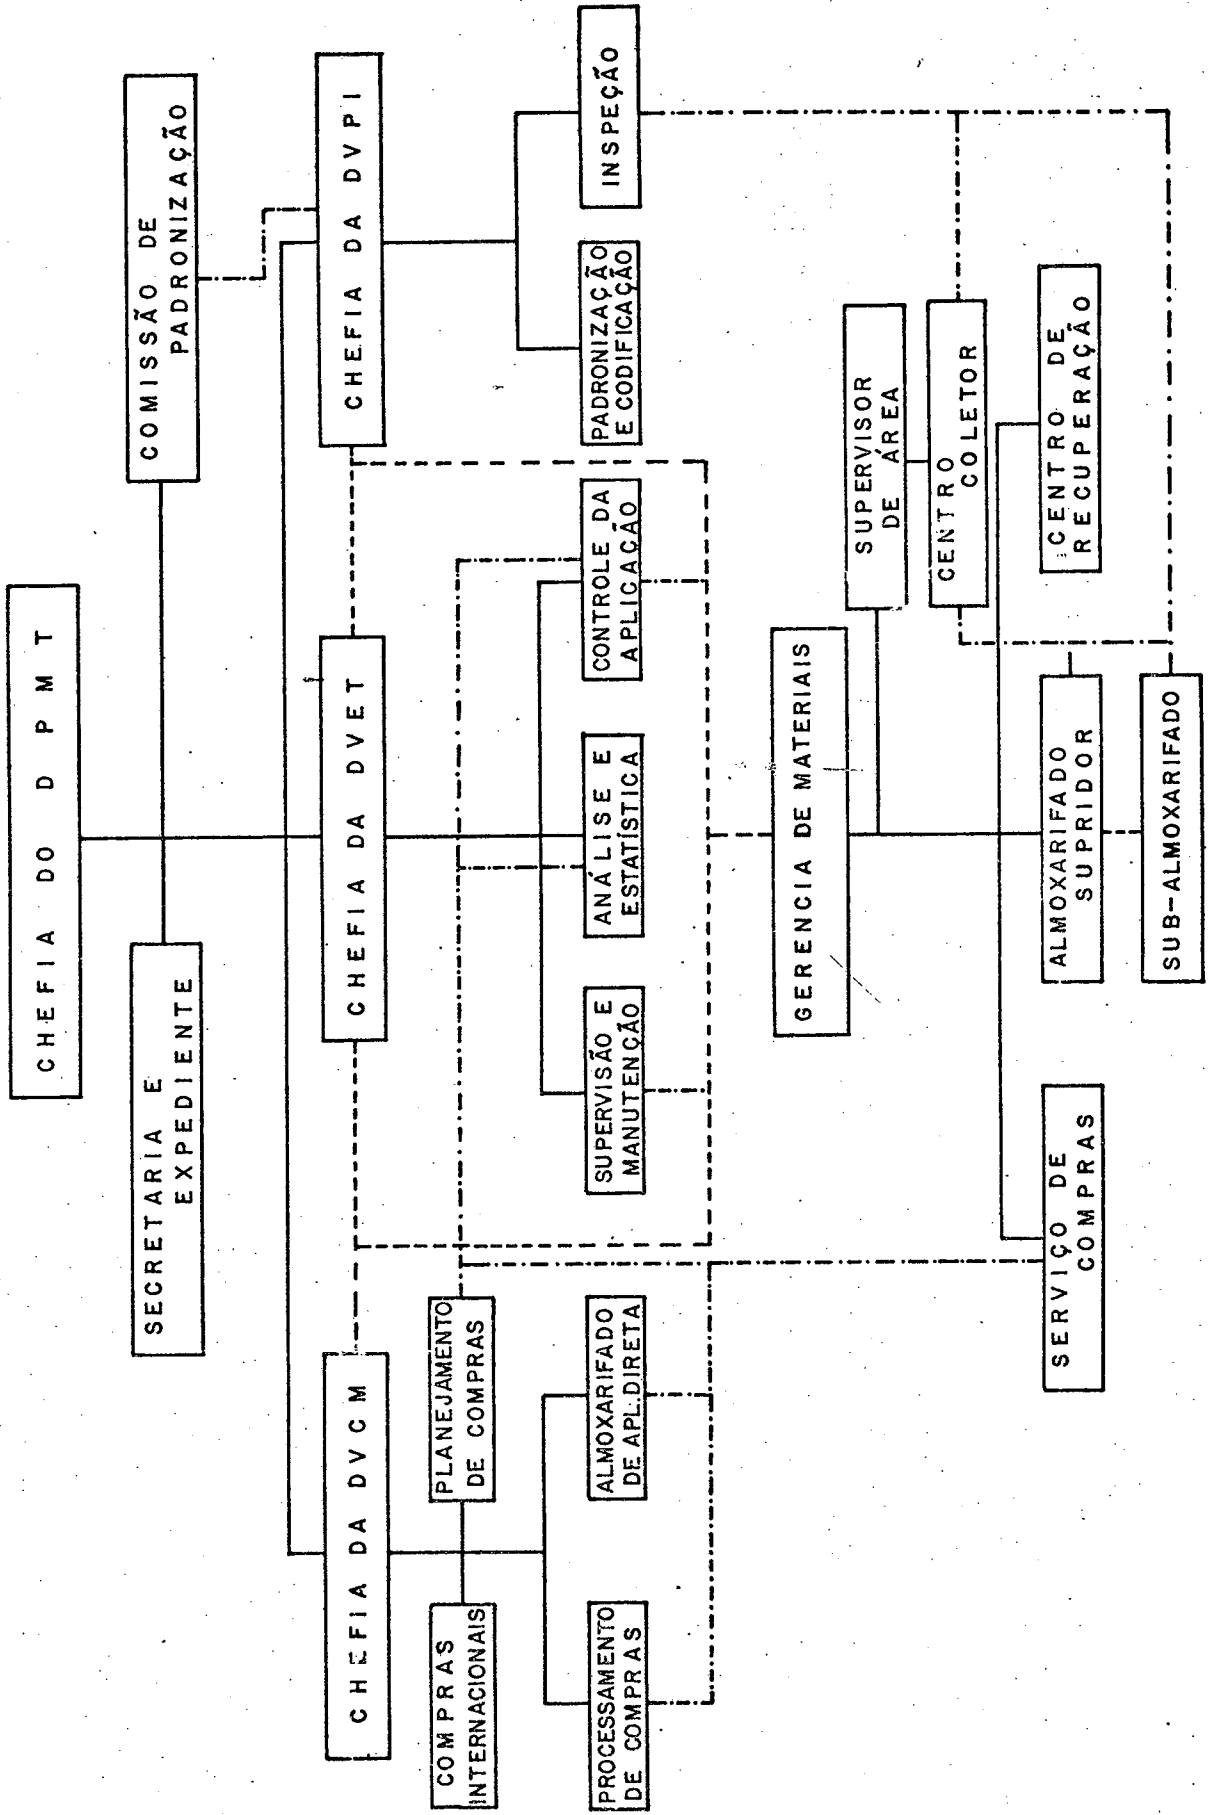 CHEFIA DO DPMT
SECRETARIA E
EXPEDIENTE
COMISSÃO DE
PADRONIZAÇÃO
CHEFIA DA DVCM
CHEFIA DA DVET
CHEFIA DA DVPI
COMPRAS
INTERNACIONAIS
PLANEJAMENTO
DE COMPRAS
PROCESSAMENTO
DE COMPRAS
ALMOXARIFADO
DE APL. DIRETA
SUPERVISÃO E
MANUTENÇÃO
ANÁLISE E
ESTATÍSTICA
CONTROLE DA
APLICAÇÃO
PADRONIZAÇÃO
E CODIFICAÇÃO
INSPEÇÃO
GERENCIA DE MATERIAIS
SUPERVISOR
DE ÁREA
CENTRO
COLETOR
SERVIÇO DE
COMPRAS
ALMOXARIFADO
SUPRIDOR
CENTRO DE
RECUPERAÇÃO
SUB-ALMOXARIFADO